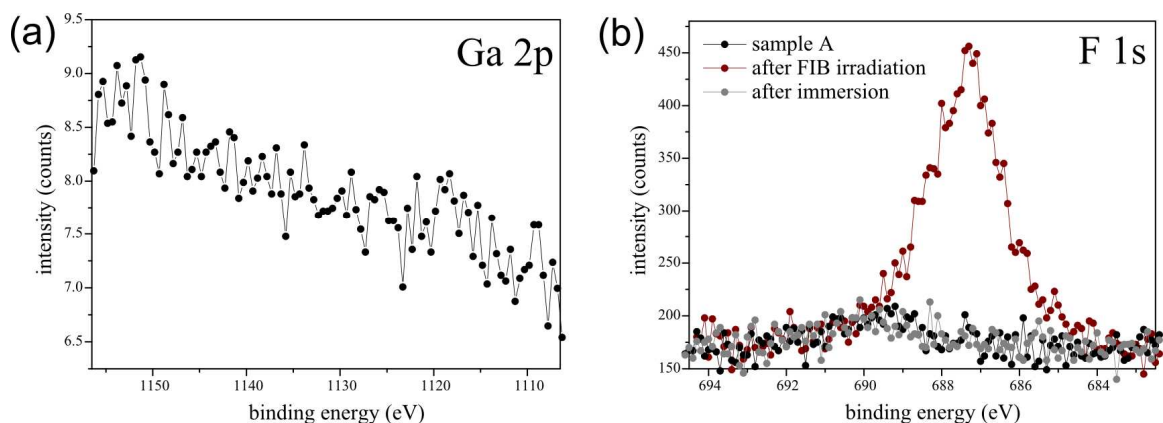 (a)
Ga 2p
9.5
9.0
8.5
8.0
7.5
7.0
6.5
intensity (counts)
1150 1140 1130 1120 1110
binding energy (eV)
(b)
F 1s
sample A
after FIB irradiation
after immersion
450
400
350
300
250
200
150
intensity (counts)
694 692 690 688 686 684
binding energy (eV)